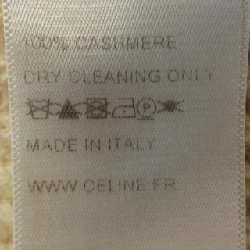 100% CASHMERE
DRY CLEANING ONLY
P
MADE IN ITALY
WWW.CELINE.FR